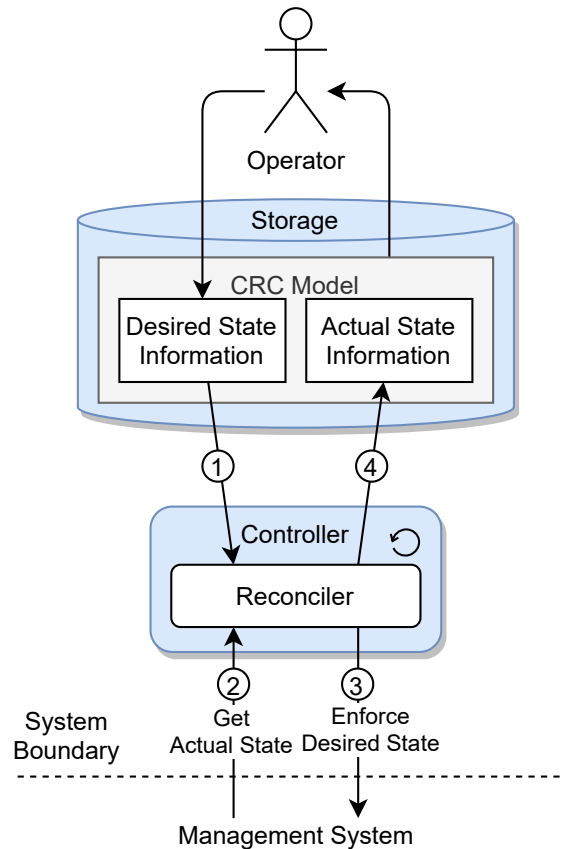 Operator
Storage
CRC Model
Desired State
Information
Actual State
Information
1
4
Controller
Reconciler
2
3
Get
Actual State
Enforce
Desired State
System
Boundary
Management System